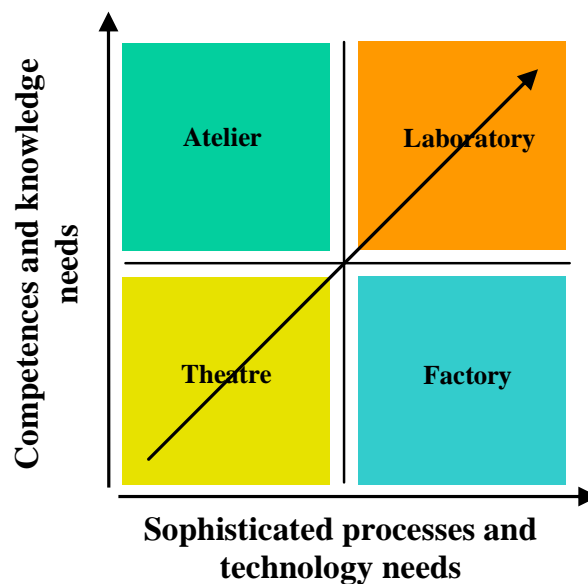 Competences and knowledge
needs
Atelier
Laboratory
Theatre
Factory
Sophisticated processes and
technology needs